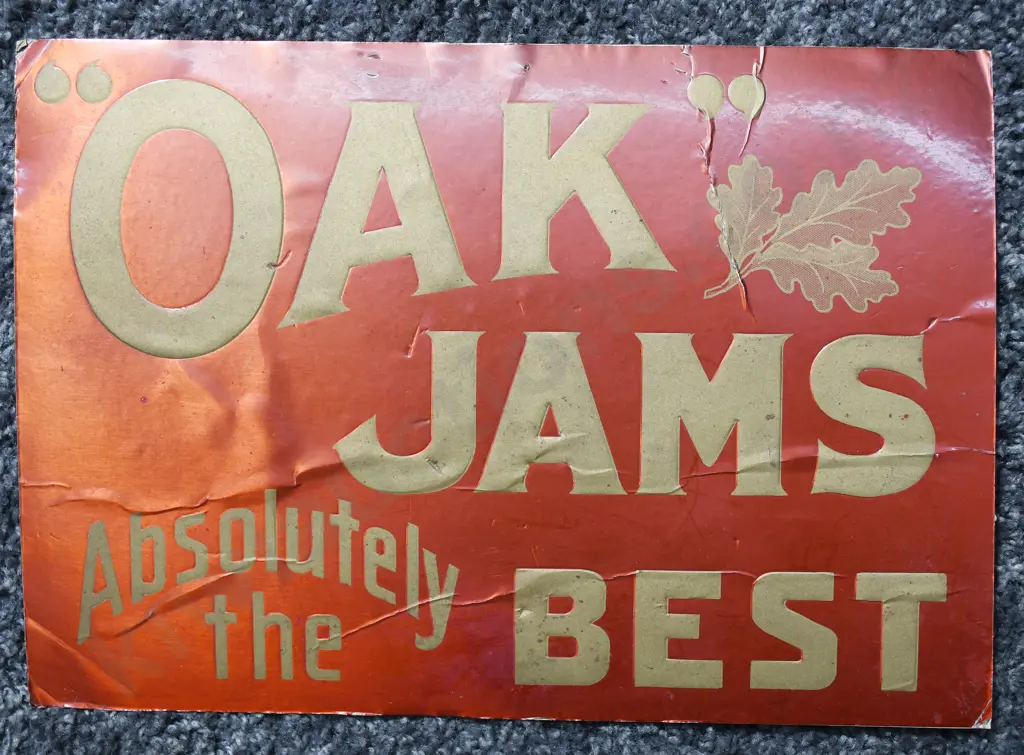 "OAK"
JAMS
Absolutely
the BEST